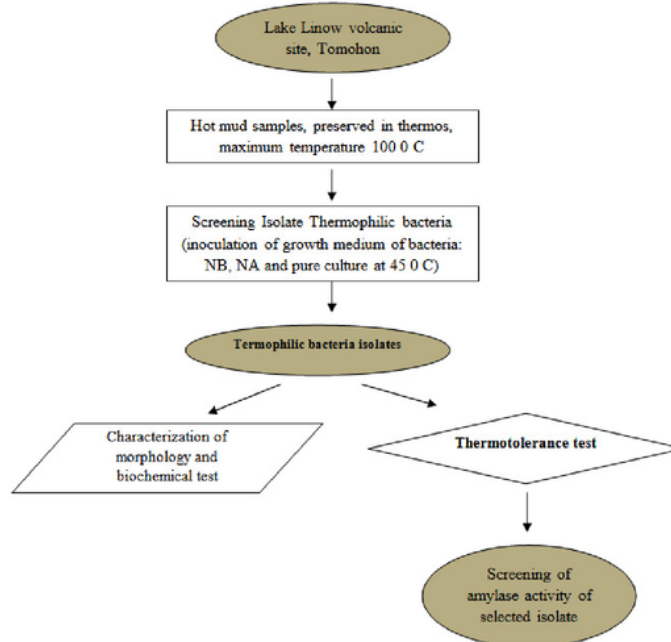 Lake Linow volcanic
site, Tomohon
Hot mud samples, preserved in thermos,
maximum temperature 100 0 C
Screening Isolate Thermophilic bacteria
(inoculation of growth medium of bacteria:
NB, NA and pure culture at 45 0 C)
Termophilic bacteria isolates
Characterization of
morphology and
biochemical test
Thermotolerance test
Screening of
amylase activity of
selected isolate